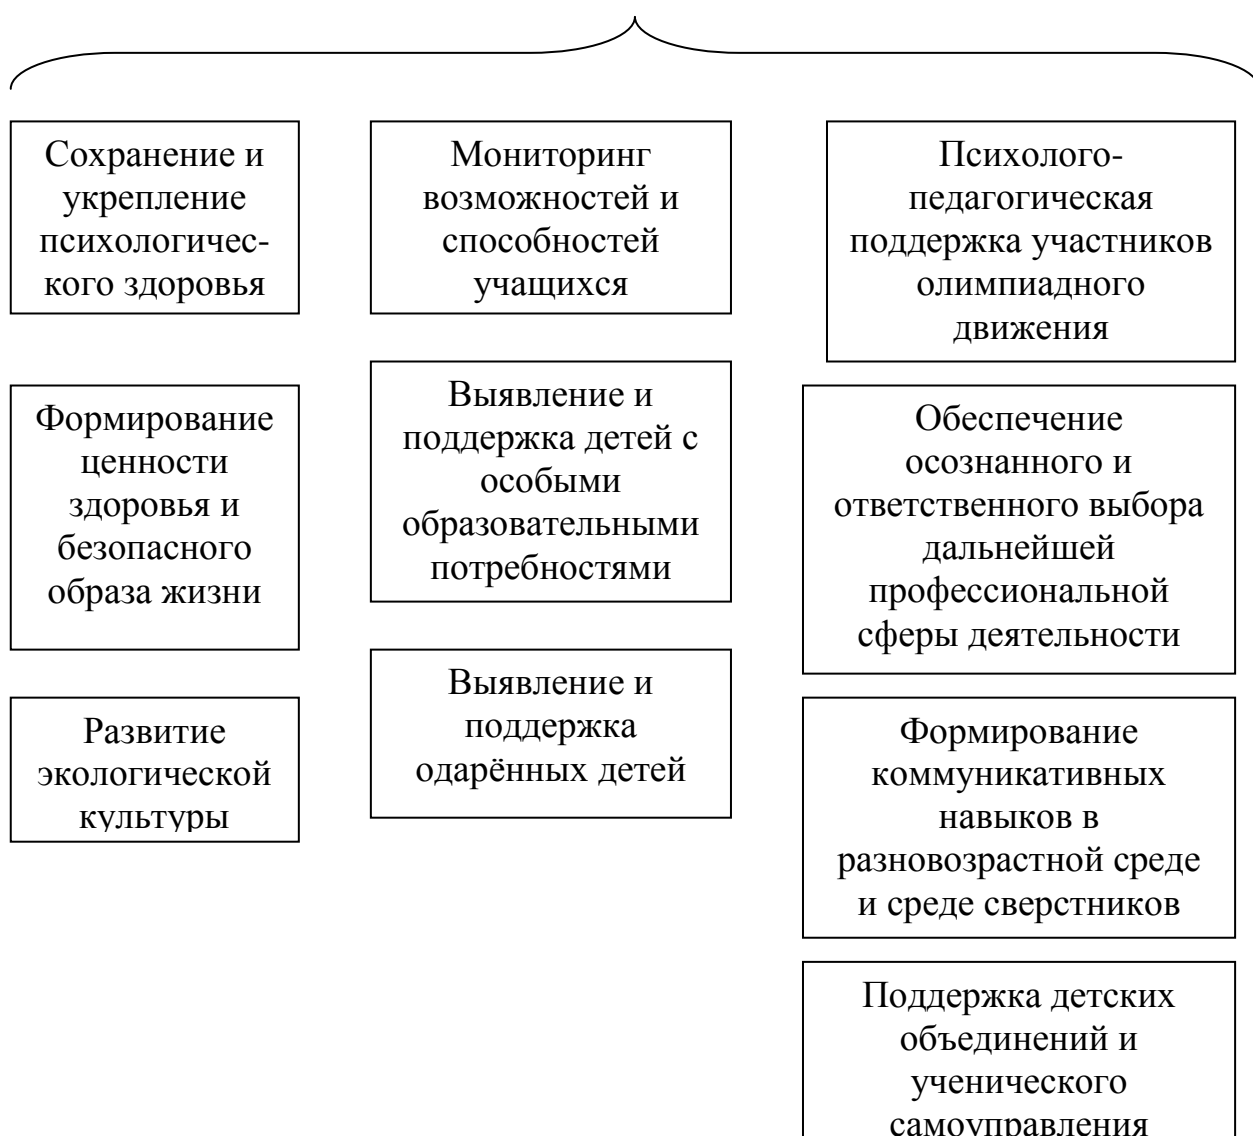 Сохранение и
укрепление
психологичес-
кого здоровья
Формирование
ценности
здоровья и
безопасного
образа жизни
Развитие
экологической
культуры
Мониторинг
возможностей и
способностей
учащихся
Выявление и
поддержка детей с
особыми
образовательными
потребностями
Выявление и
поддержка
одарённых детей
Психолого-
педагогическая
поддержка участников
олимпиадного
движения
Обеспечение
осознанного и
ответственного выбора
дальнейшей
профессиональной
сферы деятельности
Формирование
коммуникативных
навыков в
разновозрастной среде
и среде сверстников
Поддержка детских
объединений и
ученического
самоуправления